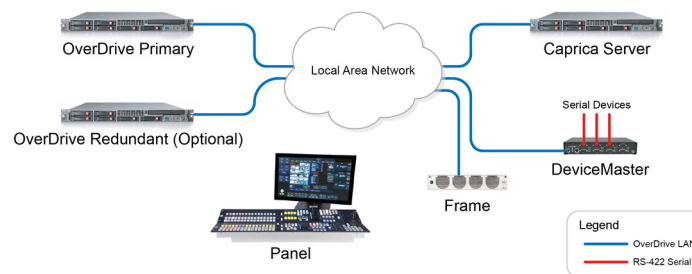 OverDrive Primary
Local Area Network
Caprica Server
OverDrive Redundant (Optional)
Serial Devices
DeviceMaster
Frame
Panel
Legend
OverDrive LAN
RS-422 Serial